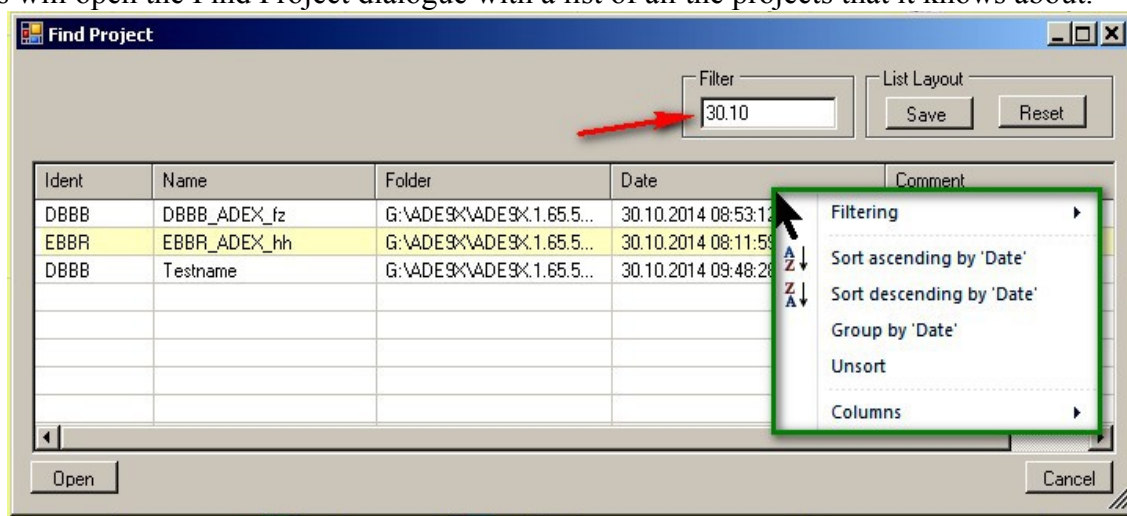 will open the Find Project dialogue with a list of all the projects that it knows about.
Find Project
Filter
List Layout
30.10
Save
Reset
Ident Name Folder Date Comment
DBBB DBBB_ADEX_fz G:\ADE9X\ADE9X.1.65.5... 30.10.2014 08:53:12
EBBR EBBR_ADEX_hh G:\ADE9X\ADE9X.1.65.5... 30.10.2014 08:11:59
DBBB Testname G:\ADE9X\ADE9X.1.65.5... 30.10.2014 09:48:28
Filtering
Sort ascending by 'Date'
Sort descending by 'Date'
Group by 'Date'
Unsort
Columns
Open
Cancel